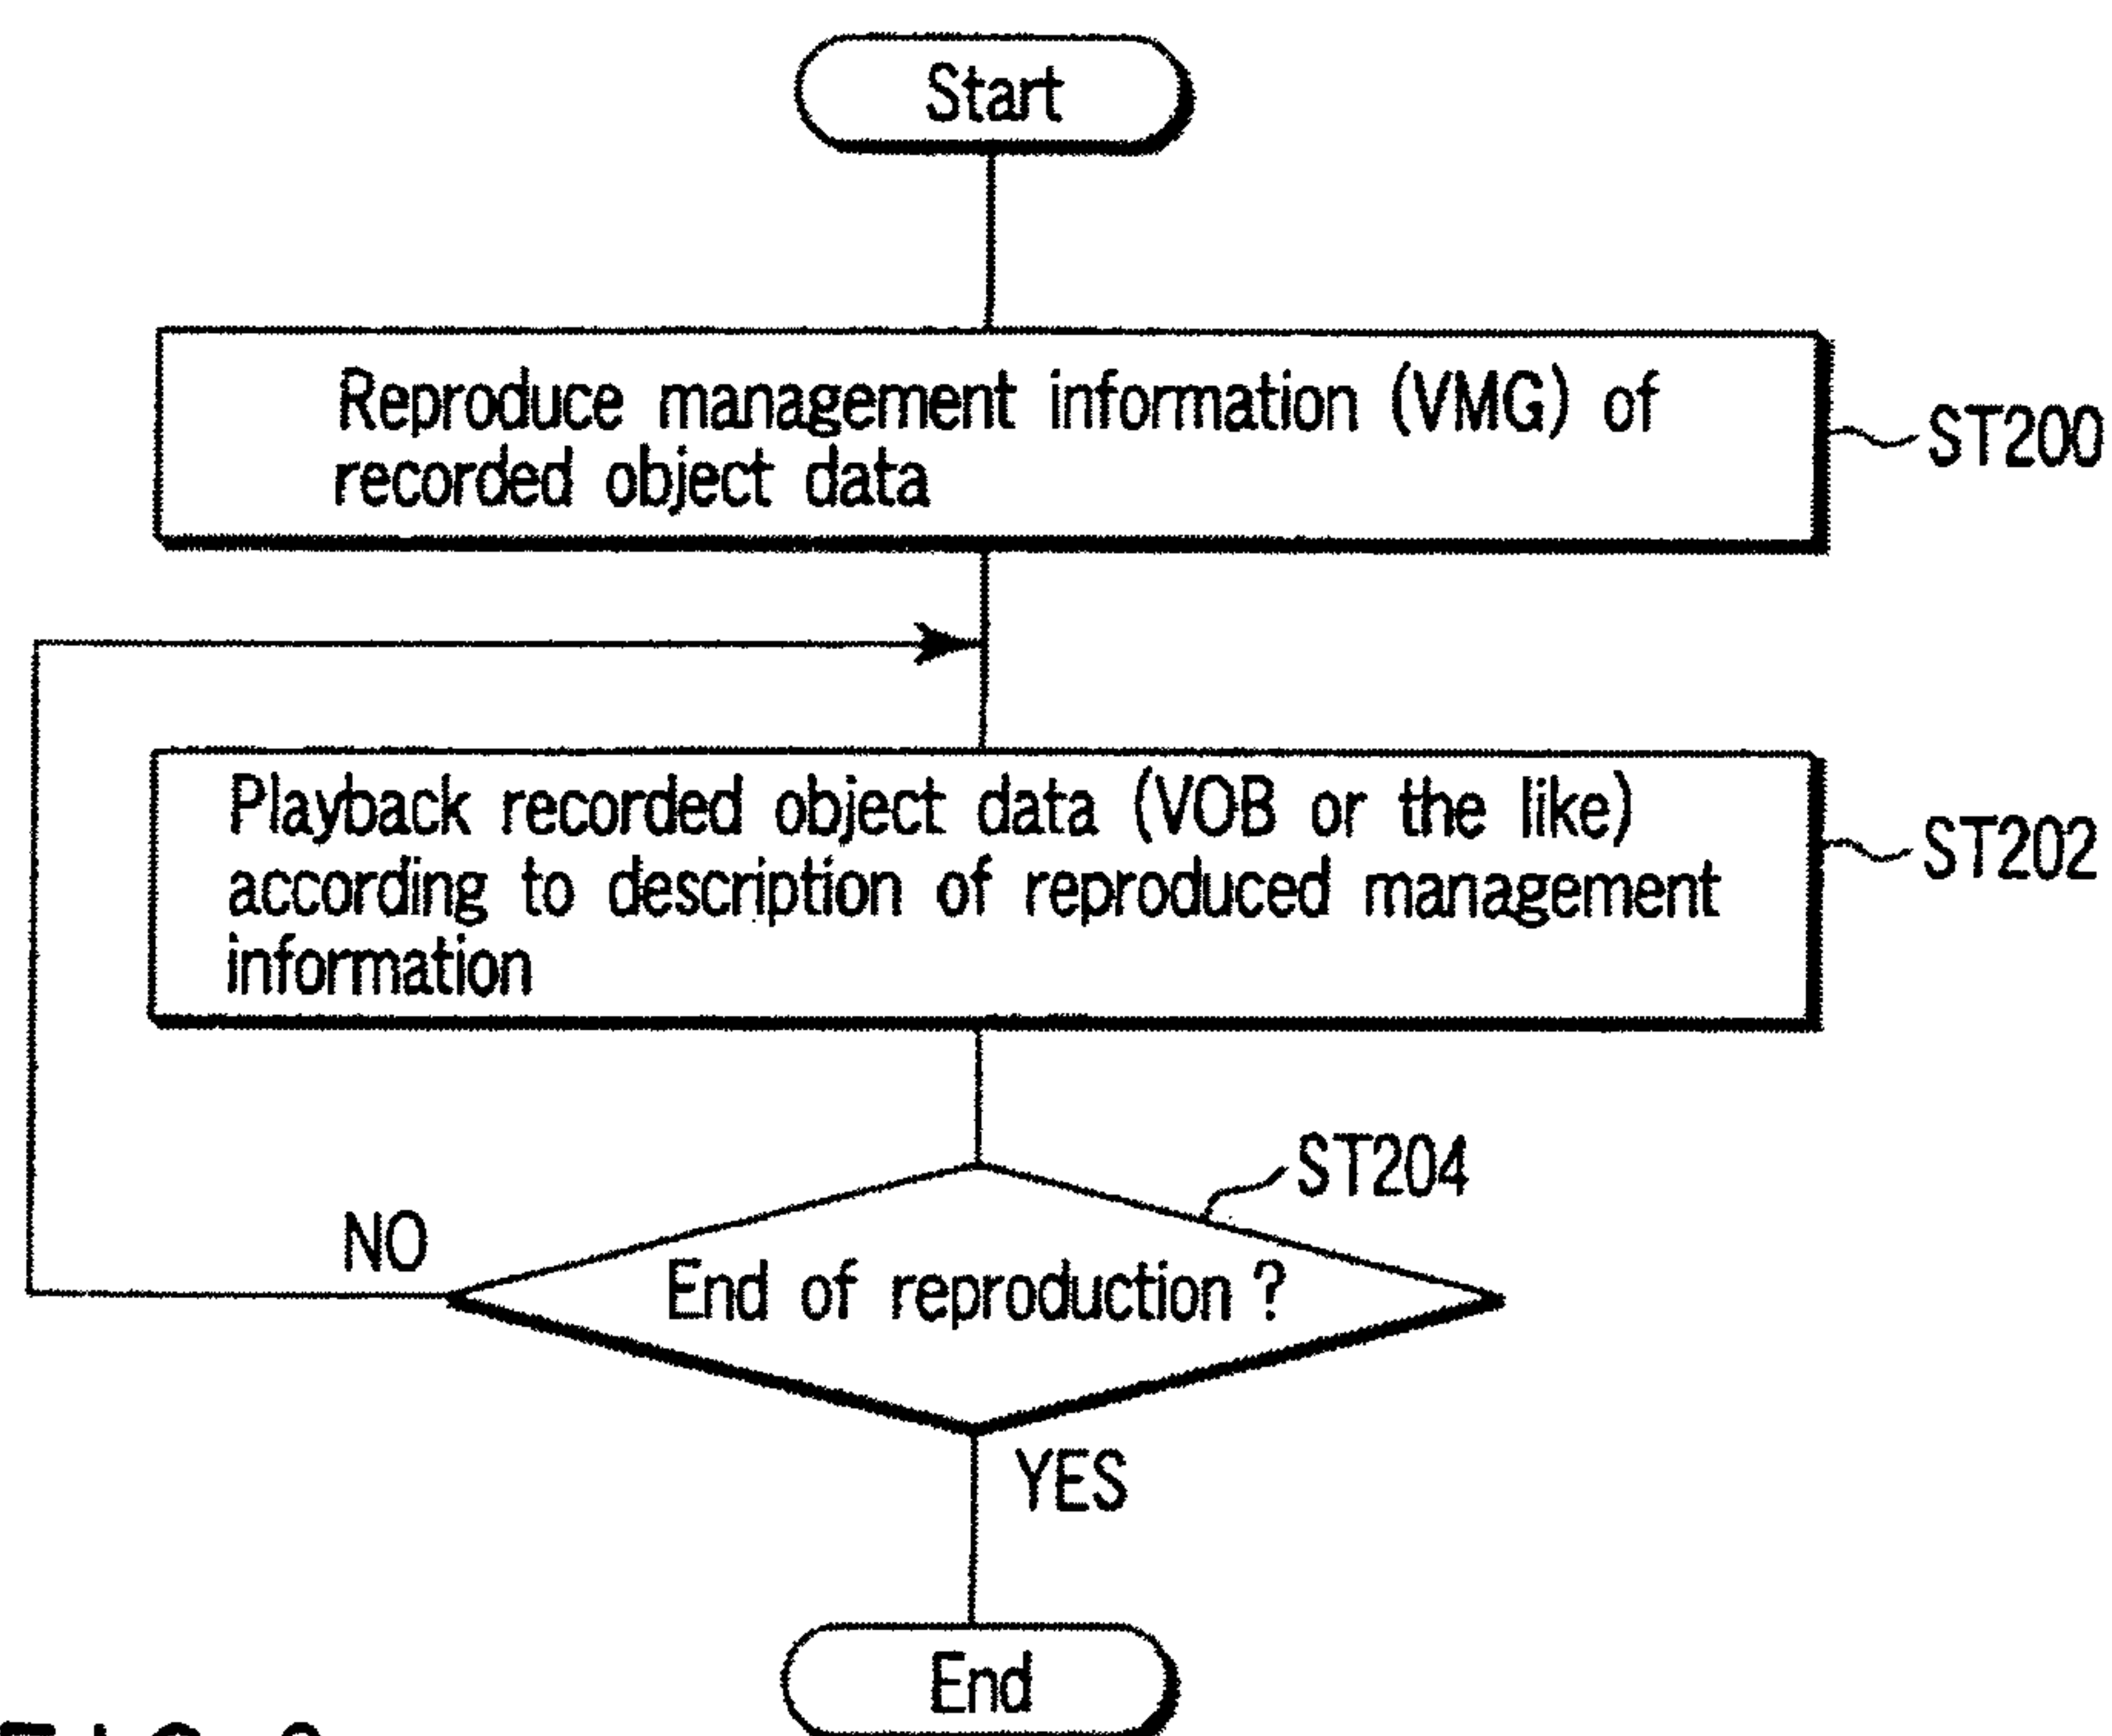 Start
Reproduce management information (VMG) of
recorded object data
ST200
Playback recorded object data (VOB or the like)
according to description of reproduced management
information
ST202
ST204
NO
End of reproduction ?
YES
End